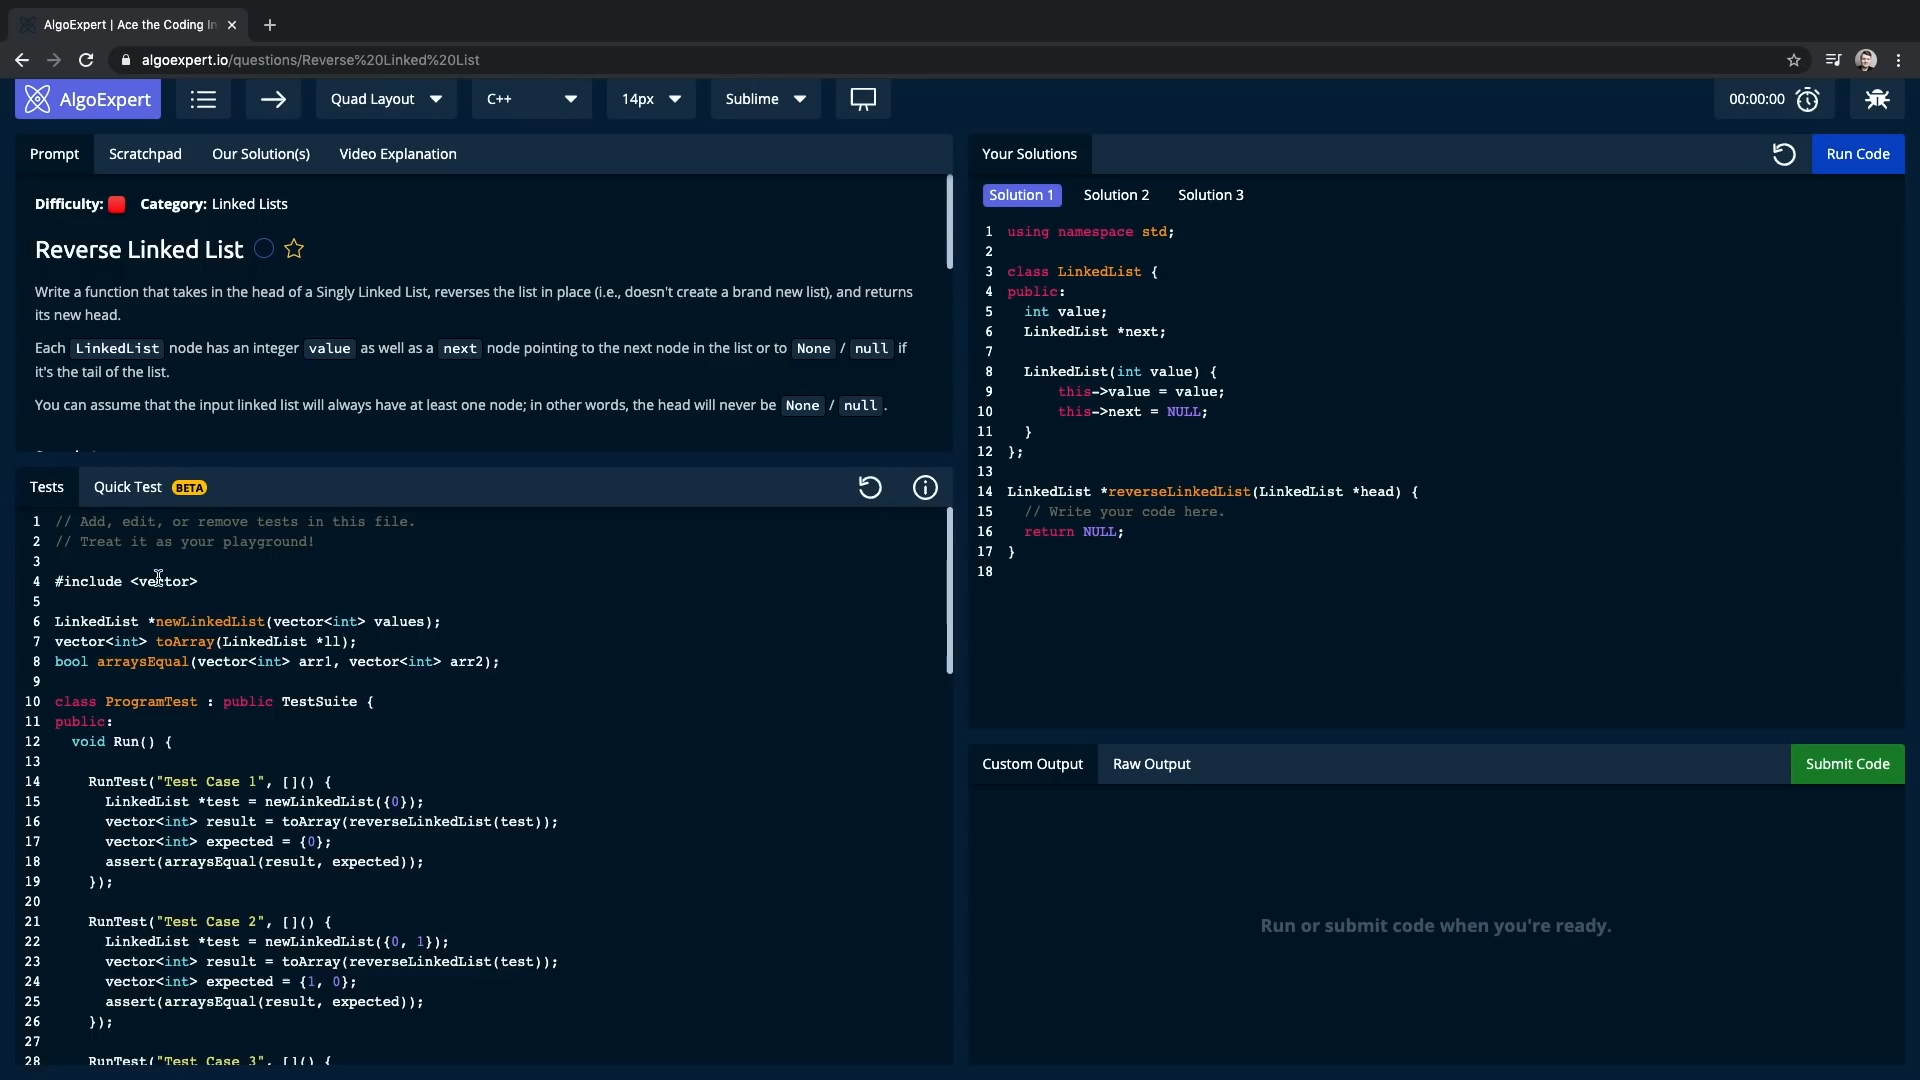 AlgoExpert | Ace the Coding In
algoexpert.io/questions/Reverse%20Linked%20List
AlgoExpert
Quad Layout
C++
14px
Sublime
00:00:00
Prompt
Scratchpad
Our Solution(s)
Video Explanation
Difficulty: Category: Linked Lists
Reverse Linked List
Write a function that takes in the head of a Singly Linked List, reverses the list in place (i.e., doesn't create a brand new list), and returns
its new head.
Each LinkedList node has an integer value as well as a next node pointing to the next node in the list or to None / null if
it's the tail of the list.
You can assume that the input linked list will always have at least one node; in other words, the head will never be None / null .
Tests
Quick Test BETA
1 // Add, edit, or remove tests in this file.
2 // Treat it as your playground!
3
4 #include <vector>
5
6 LinkedList *newLinkedList(vector<int> values);
7 vector<int> toArray(LinkedList *ll);
8 bool arraysEqual(vector<int> arr1, vector<int> arr2);
9
10 class ProgramTest : public TestSuite {
11 public:
12 void Run() {
13
14 RunTest("Test Case 1", []() {
15 LinkedList *test = newLinkedList({0});
16 vector<int> result = toArray(reverseLinkedList(test));
17 vector<int> expected = {0};
18 assert(arraysEqual(result, expected));
19 });
20
21 RunTest("Test Case 2", []() {
22 LinkedList *test = newLinkedList({0, 1});
23 vector<int> result = toArray(reverseLinkedList(test));
24 vector<int> expected = {1, 0};
25 assert(arraysEqual(result, expected));
26 });
27
28 RunTest("Test Case 3", []() {
Your Solutions
Run Code
Solution 1
Solution 2
Solution 3
1 using namespace std;
2
3 class LinkedList {
4 public:
5 int value;
6 LinkedList *next;
7
8 LinkedList(int value) {
9 this->value = value;
10 this->next = NULL;
11 }
12 };
13
14 LinkedList *reverseLinkedList(LinkedList *head) {
15 // Write your code here.
16 return NULL;
17 }
18
Custom Output
Raw Output
Submit Code
Run or submit code when you're ready.